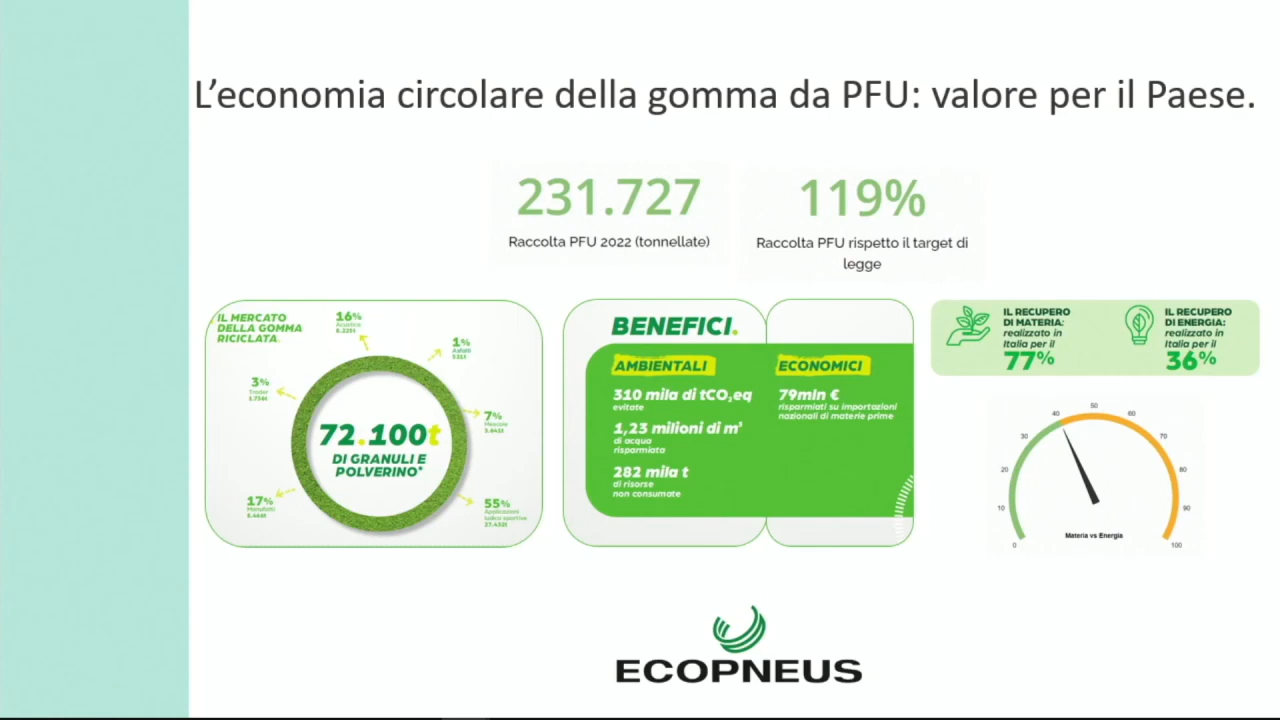 L'economia circolare della gomma da PFU: valore per il Paese.
231.727
Raccolta PFU 2022 (tonnellate)
119%
Raccolta PFU rispetto il target di
legge
IL MERCATO
DELLA GOMMA
RICICLATA
16%
Acustica
1%
Asfalti
3%
7%
17%
Manufatti
55%
Applicazioni
ludico sportive
72.100t
DI GRANULI E
POLVERINO*
BENEFICI.
AMBIENTALI
310 mila di tCO₂eq
evitate
1,23 milioni di m³
di acqua
risparmiata
282 mila t
di risorse
non consumate
ECONOMICI
79mln €
risparmiati su importazioni
nazionali di materie prime
IL RECUPERO
DI MATERIA:
realizzato in
Italia per il
77%
IL RECUPERO
DI ENERGIA:
realizzato in
Italia per il
36%
0
10
20
30
40
50
60
70
80
90
100
Materia vs Energia
ECOPNEUS